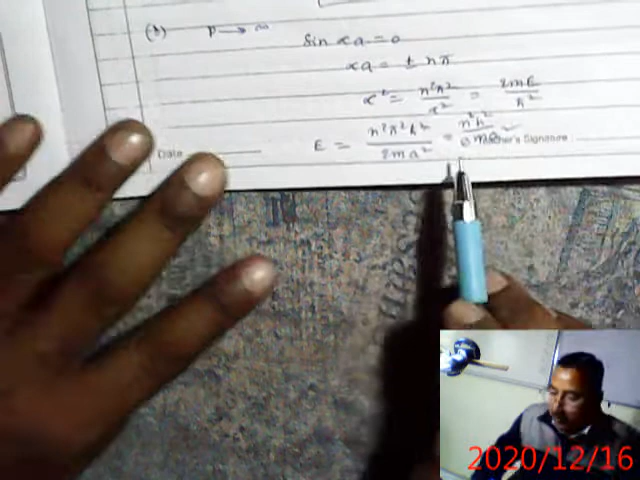 (b) P → ∞
Sin αa = 0
αa = ± nπ
α² = n²π²/a² = 2mE/ħ²
E = n²π²ħ²/2ma² = n²h²/8ma²
Date
Teacher's Signature
2020/12/16